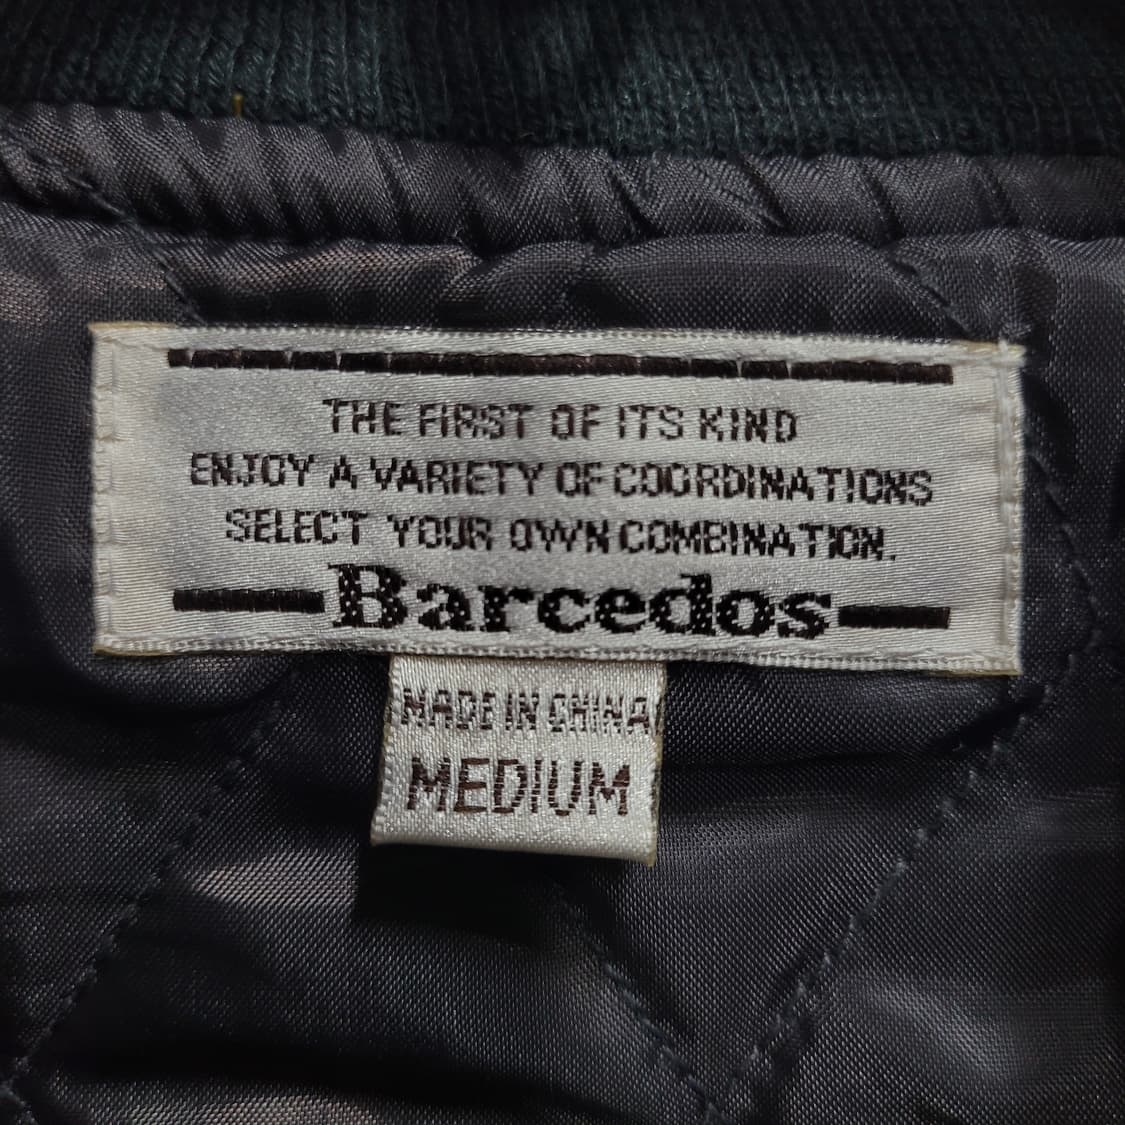 THE FIRST OF ITS KIND
ENJOY A VARIETY OF COORDINATIONS
SELECT YOUR OWN COMBINATION.
Barcedos
MADE IN CHINA
MEDIUM